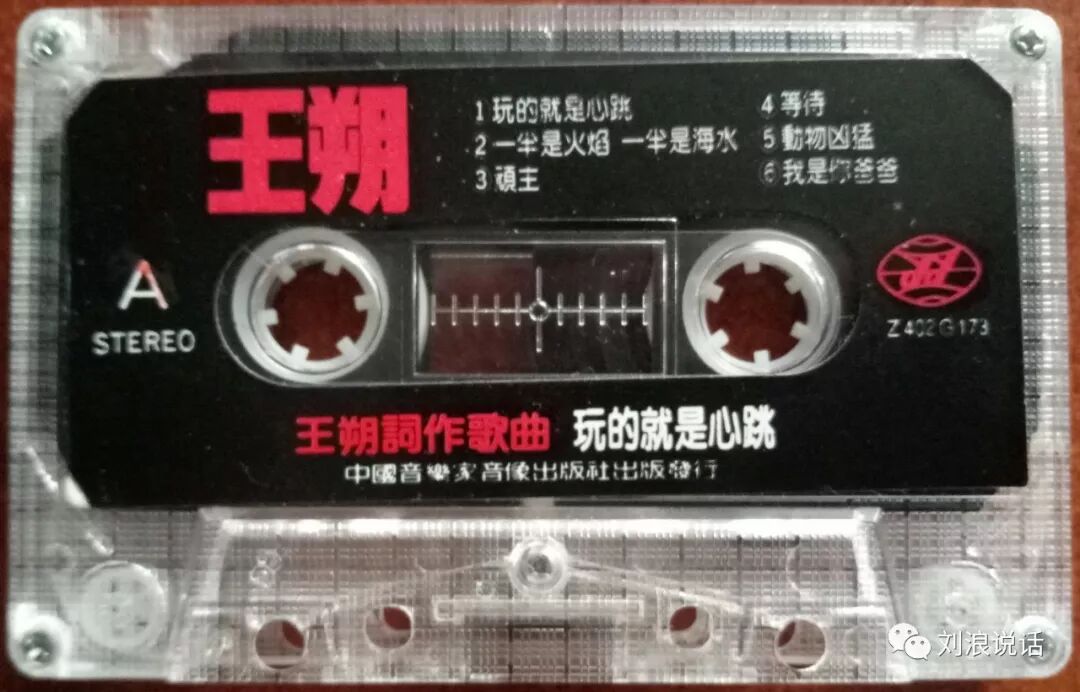 王朔
1 玩的就是心跳
2 一半是火焰 一半是海水
3 頑主
4 等待
5 動物凶猛
6 我是你爸爸
A
STEREO
Z402G173
王朔詞作歌曲 玩的就是心跳
中國音樂家音像出版社出版發行
刘浪说话